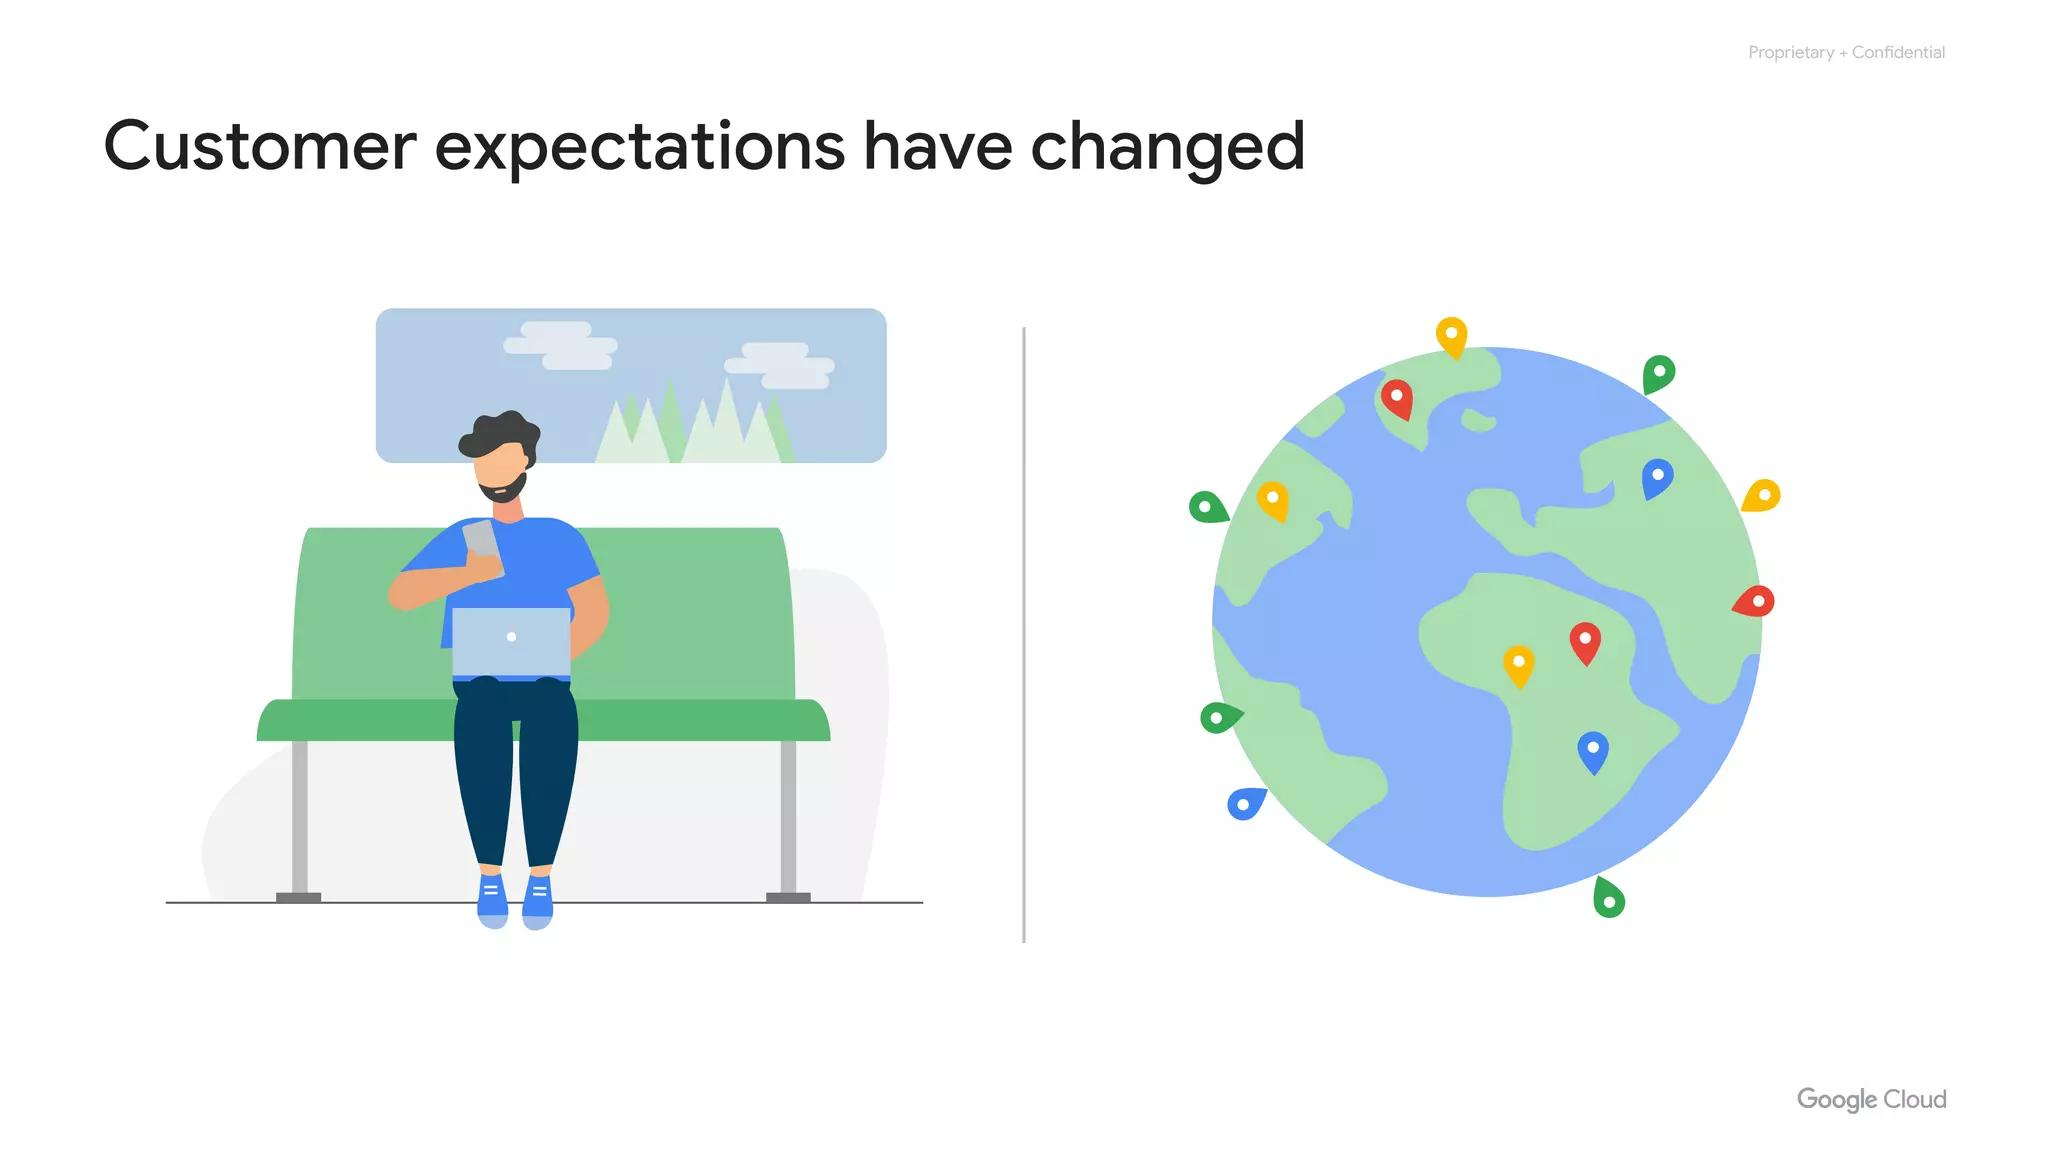 Proprietary + Confidential
Customer expectations have changed
Google Cloud